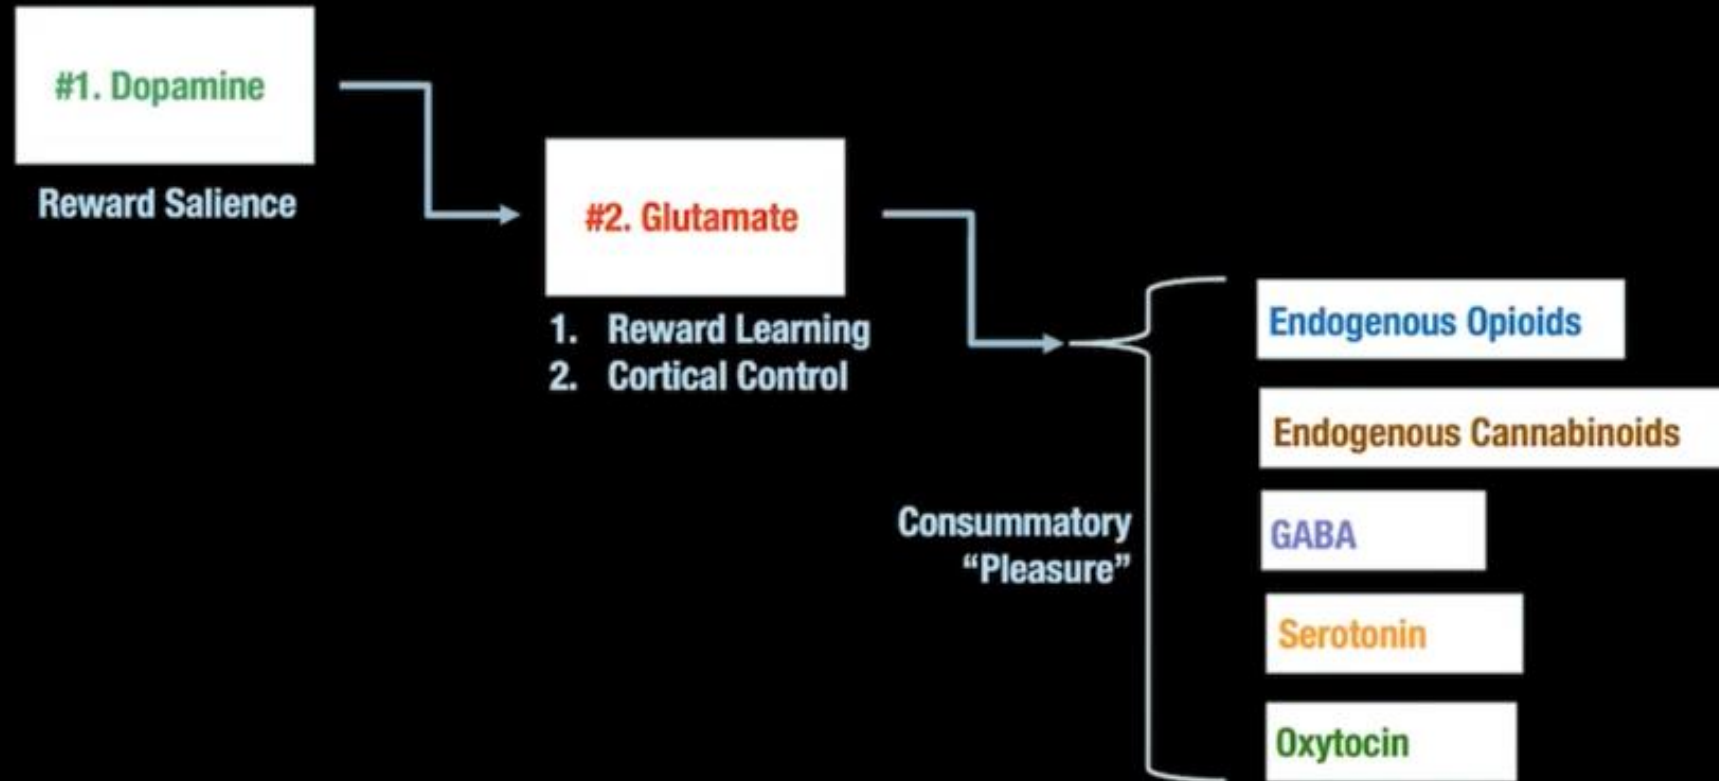 #1. Dopamine
Reward Salience
#2. Glutamate
1. Reward Learning
2. Cortical Control
Consummatory
“Pleasure”
Endogenous Opioids
Endogenous Cannabinoids
GABA
Serotonin
Oxytocin